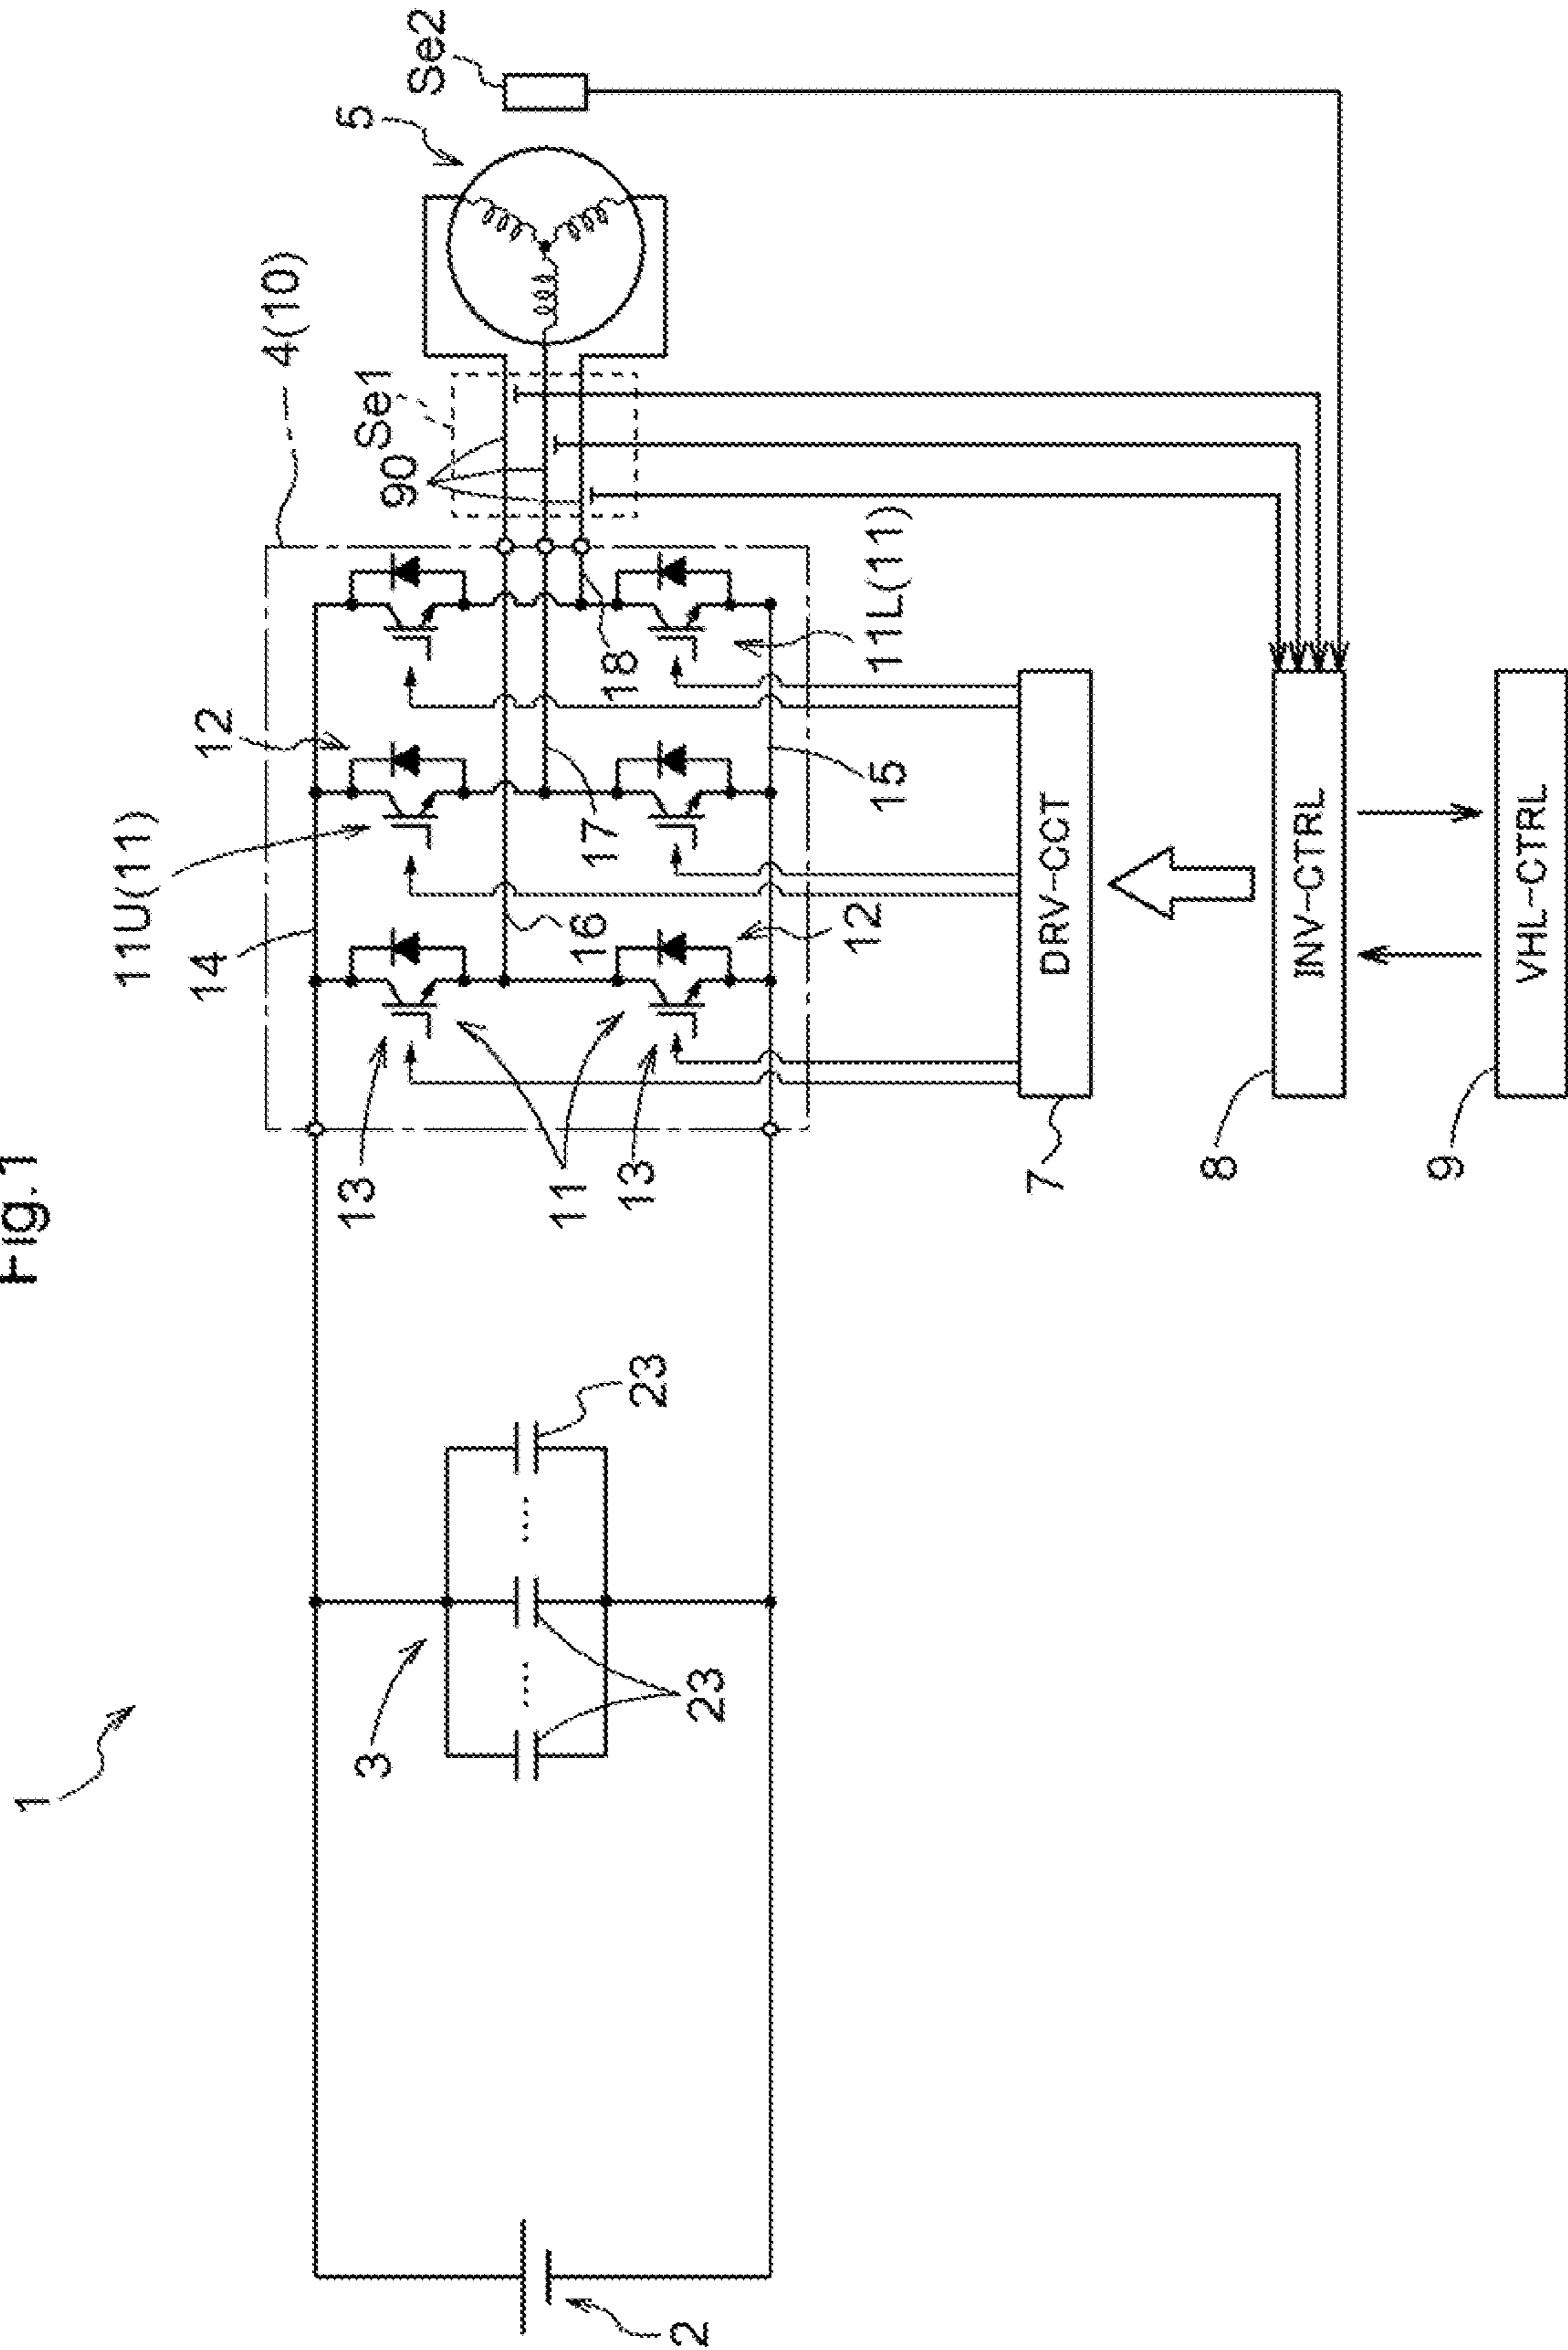 Fig.1
1
4(10)
5
Se2
11U(11)
12
14
Se1
90
13
16
17
18
11
13
12
15
11L(11)
3
23
23
2
7
DRV-CCT
8
INV-CTRL
9
VHL-CTRL